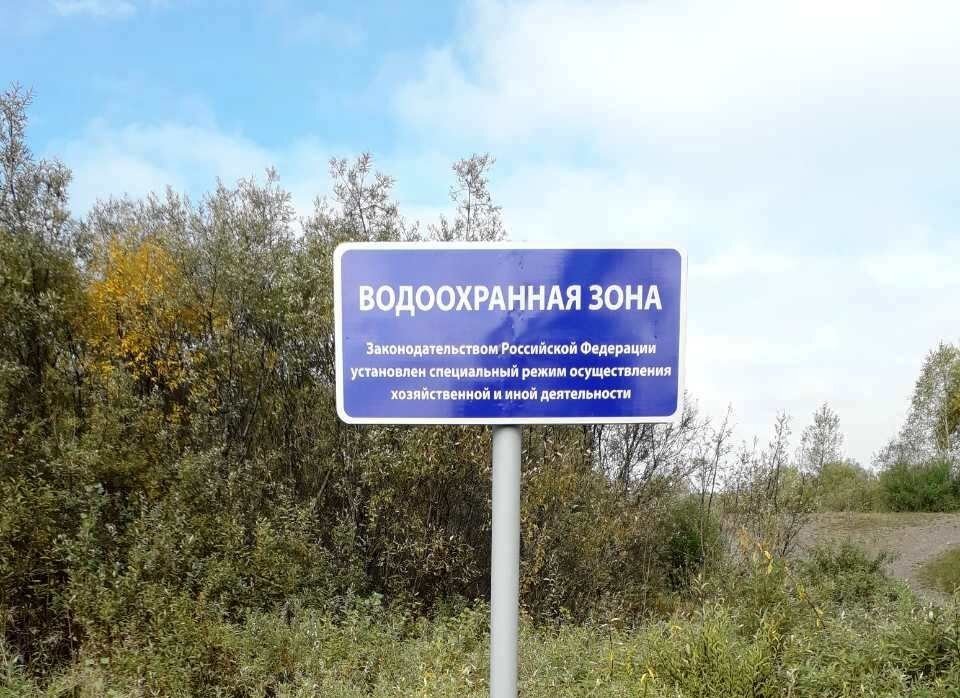 ВОДООХРАННАЯ ЗОНА
Законодательством Российской Федерации
установлен специальный режим осуществления
хозяйственной и иной деятельности